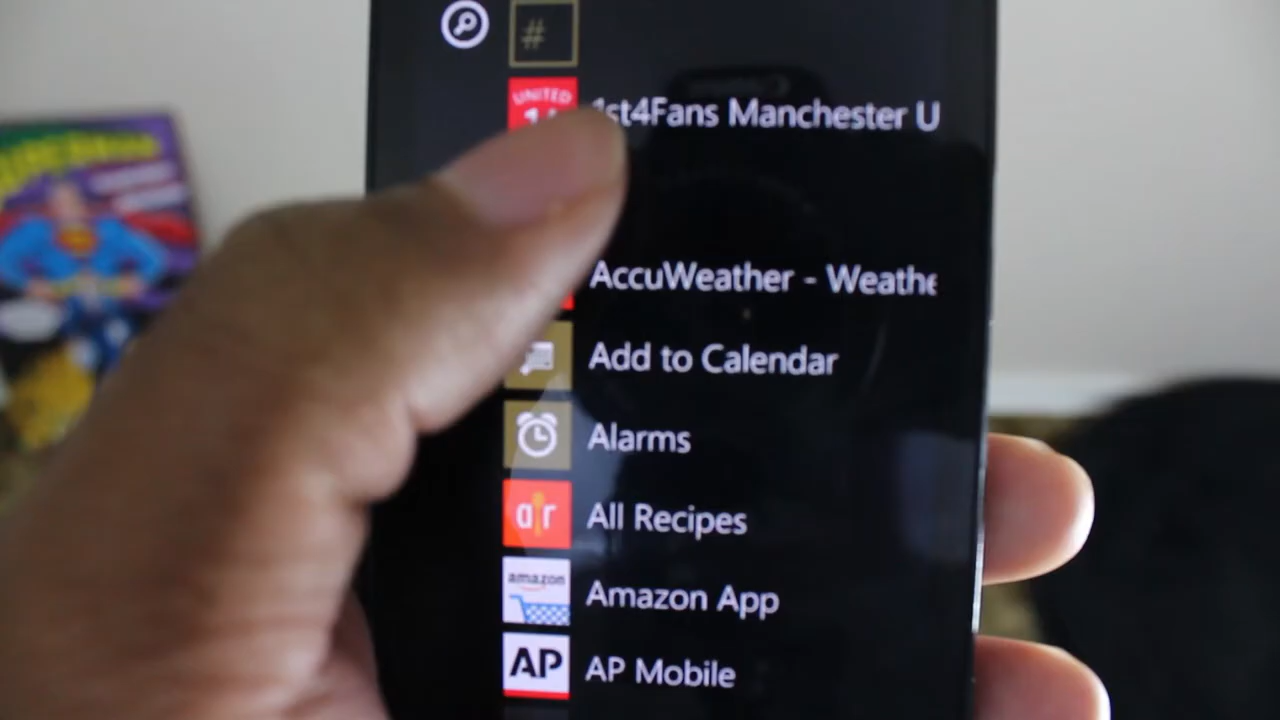 #
UNITED
1st4Fans Manchester U
AccuWeather - Weathe
Add to Calendar
Alarms
All Recipes
amazon
Amazon App
AP
AP Mobile